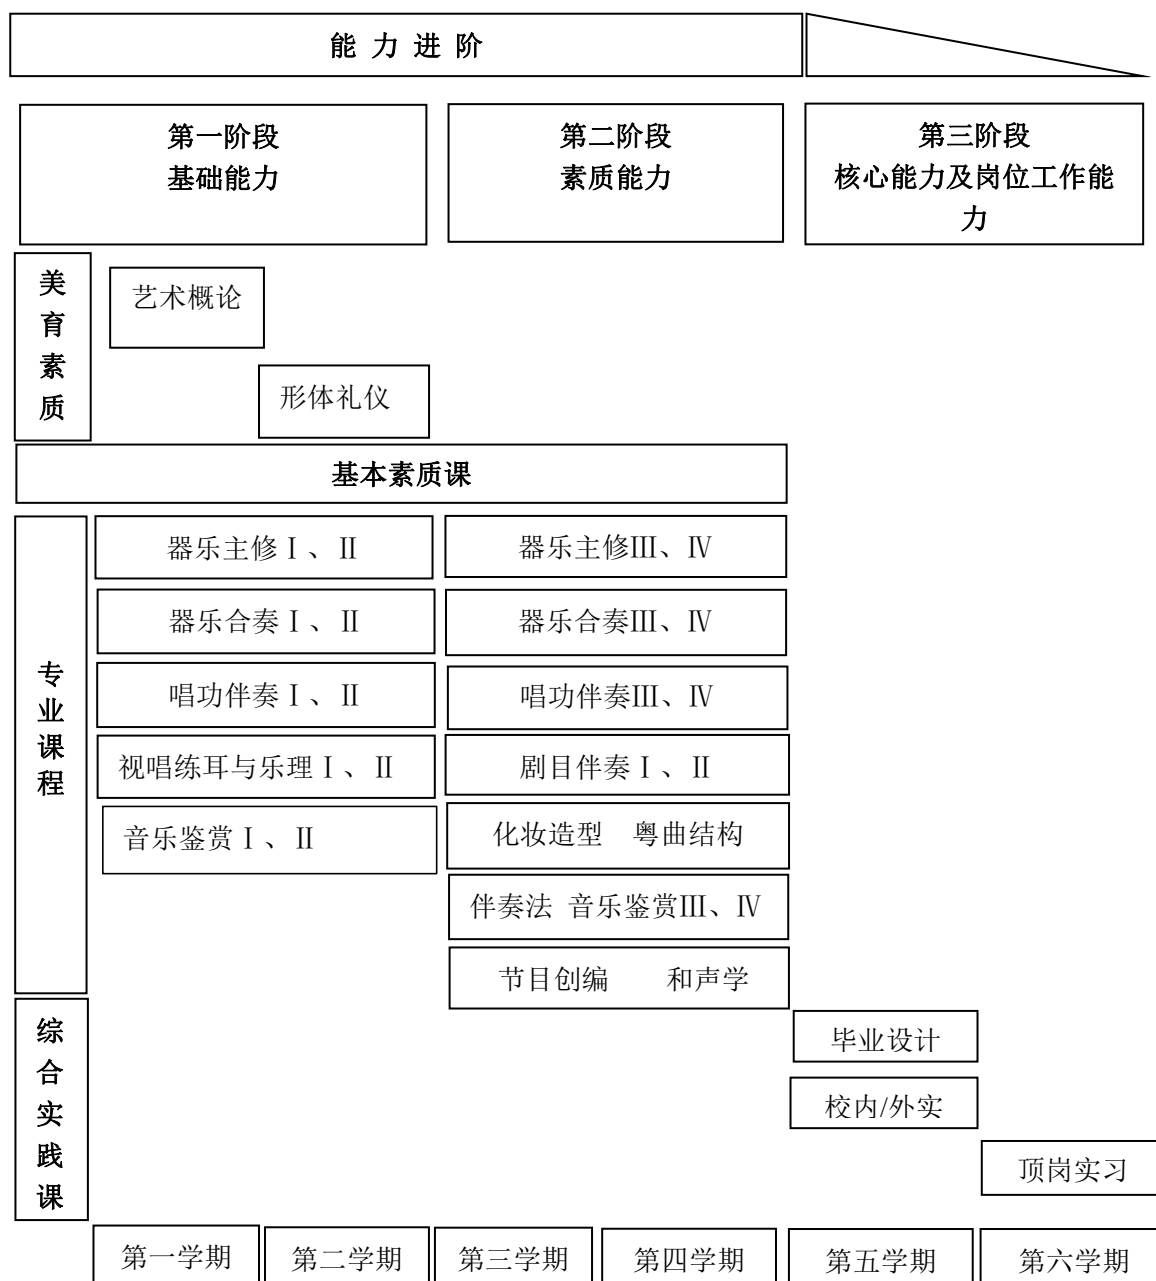 能 力 进 阶
第一阶段
基础能力
第二阶段
素质能力
第三阶段
核心能力及岗位工作能
力
美
育
素
质
艺术概论
形体礼仪
基本素质课
专
业
课
程
器乐主修Ⅰ、Ⅱ
器乐主修Ⅲ、Ⅳ
器乐合奏Ⅰ、Ⅱ
器乐合奏Ⅲ、Ⅳ
唱功伴奏Ⅰ、Ⅱ
唱功伴奏Ⅲ、Ⅳ
视唱练耳与乐理Ⅰ、Ⅱ
剧目伴奏Ⅰ、Ⅱ
音乐鉴赏Ⅰ、Ⅱ
化妆造型 粤曲结构
伴奏法 音乐鉴赏Ⅲ、Ⅳ
节目创编 和声学
综
合
实
践
课
毕业设计
校内/外实
顶岗实习
第一学期 第二学期 第三学期 第四学期 第五学期 第六学期